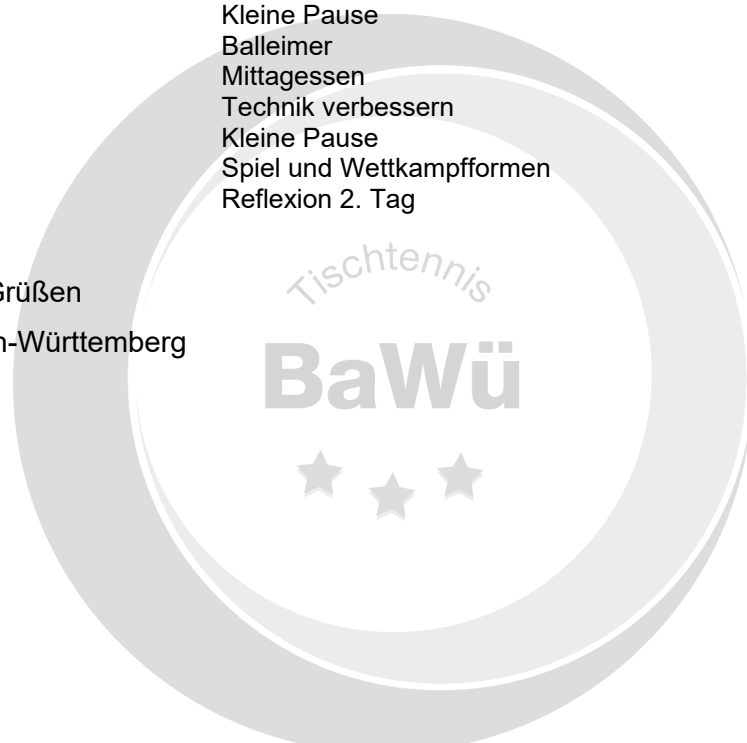 Kleine Pause
Balleimer
Mittagessen
Technik verbessern
Kleine Pause
Spiel und Wettkampfformen
Reflexion 2. Tag
Grüßen
n-Württemberg
Tischtennis
BaWü